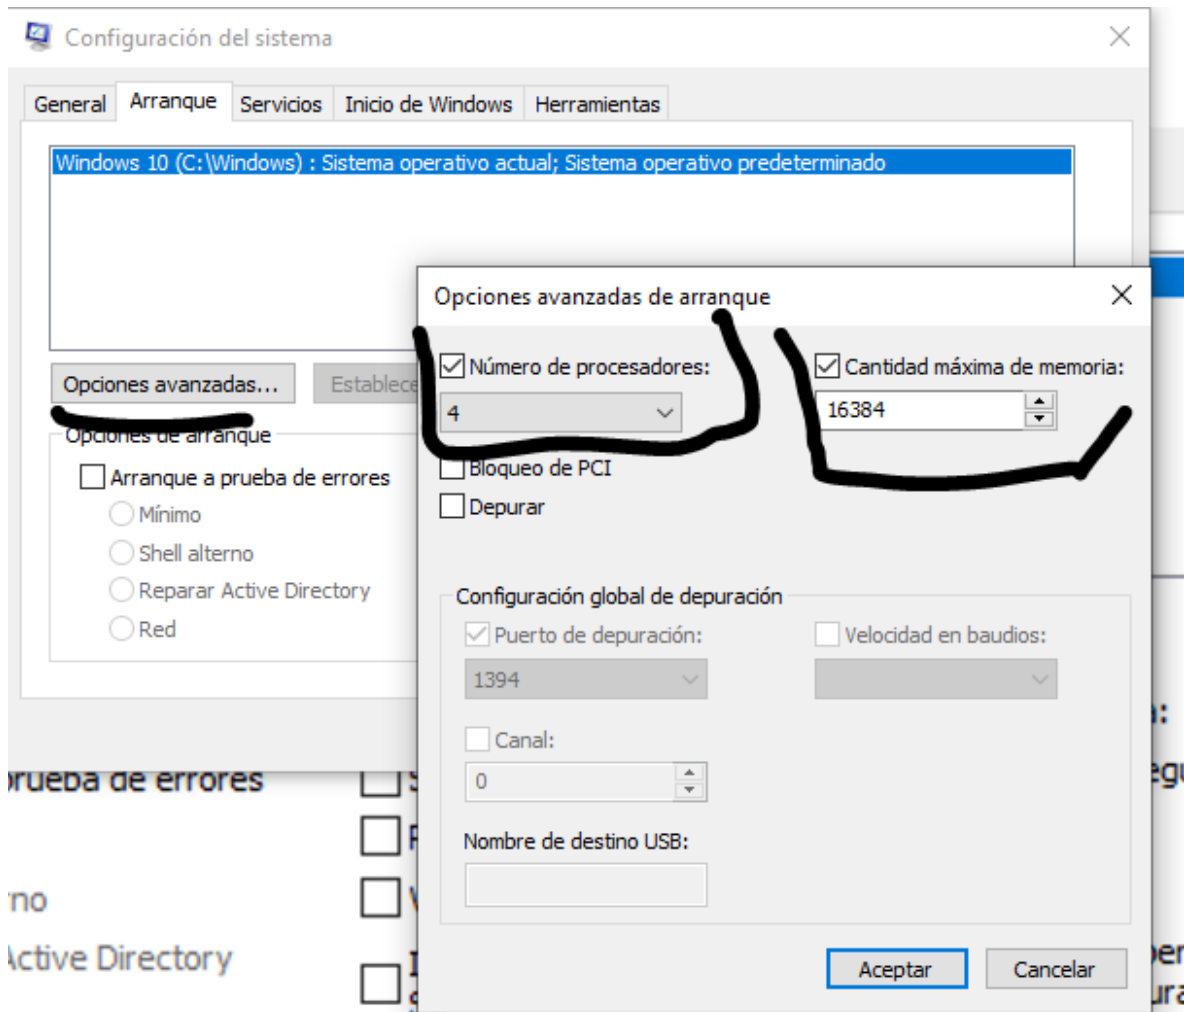 Configuración del sistema
General Arranque Servicios Inicio de Windows Herramientas
Windows 10 (C:\Windows) : Sistema operativo actual; Sistema operativo predeterminado
Opciones avanzadas...
Opciones de arranque
Arranque a prueba de errores
Mínimo
Shell alterno
Reparar Active Directory
Red
Opciones avanzadas de arranque
Número de procesadores: Cantidad máxima de memoria:
4 16384
Bloqueo de PCI
Depurar
Configuración global de depuración
Puerto de depuración: Velocidad en baudios:
1394
Canal:
0
Nombre de destino USB:
Aceptar Cancelar
prueba de errores
Active Directory